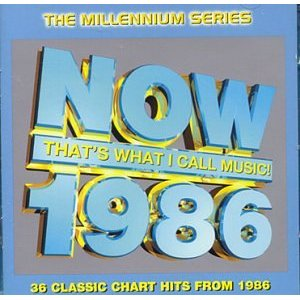 THE MILLENNIUM SERIES
NOW
THAT'S WHAT I CALL MUSIC!
1986
36 CLASSIC CHART HITS FROM 1986